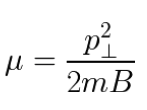 μ = p⊥² / 2mB